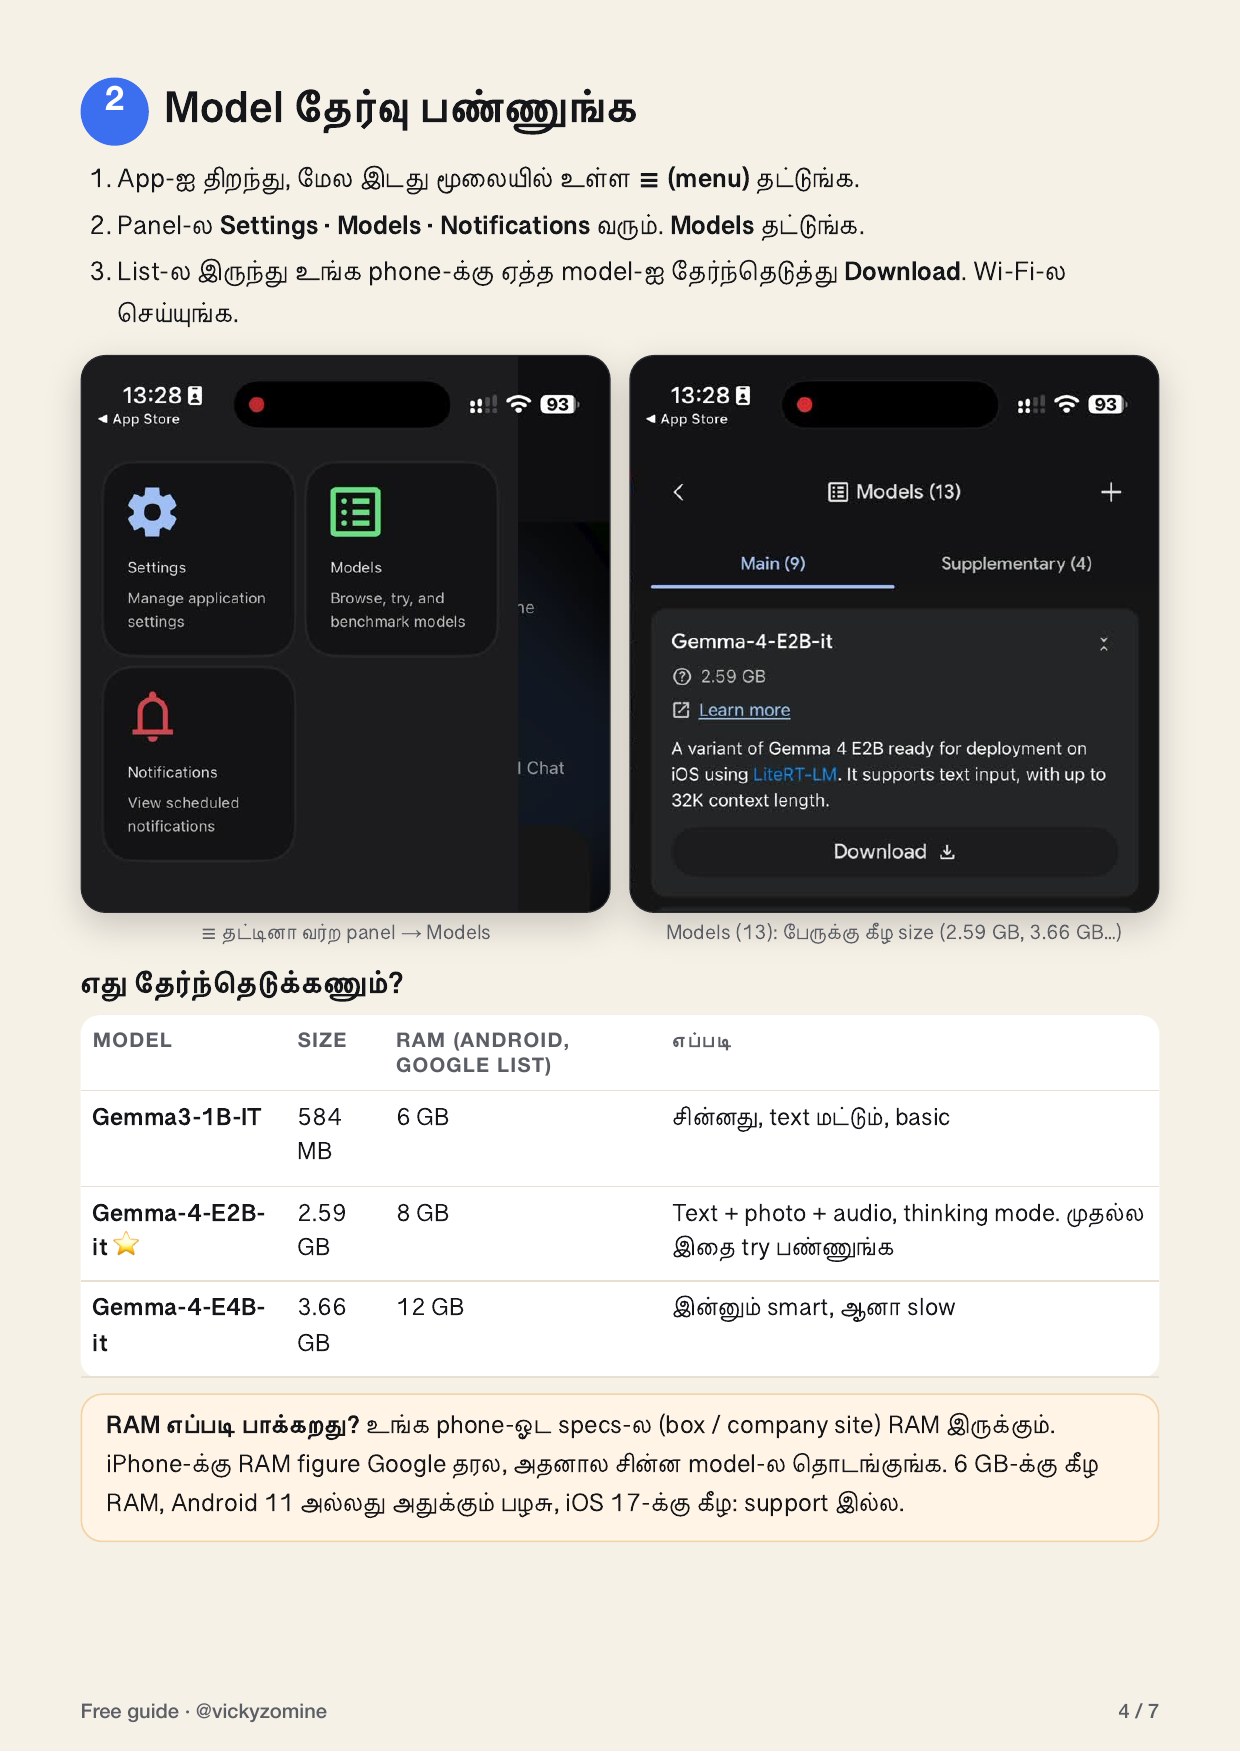 2
Model தேர்வு பண்ணுங்க
1. App-ஐ திறந்து, மேல இடது மூலையில் உள்ள ≡ (menu) தட்டுங்க.
2. Panel-ல Settings · Models · Notifications வரும். Models தட்டுங்க.
3. List-ல இருந்து உங்க phone-க்கு ஏத்த model-ஐ தேர்ந்தெடுத்து Download. Wi-Fi-ல
செய்யுங்க.
13:28
93
◀ App Store
Settings
Manage application
settings
Models
Browse, try, and
benchmark models
ne
Notifications
View scheduled
notifications
l Chat
13:28
93
◀ App Store
Models (13)
Main (9)
Supplementary (4)
Gemma-4-E2B-it
2.59 GB
Learn more
A variant of Gemma 4 E2B ready for deployment on
iOS using LiteRT-LM. It supports text input, with up to
32K context length.
Download
≡ தட்டினா வர்ற panel → Models
Models (13): பேருக்கு கீழ size (2.59 GB, 3.66 GB…)
எது தேர்ந்தெடுக்கணும்?
MODEL SIZE RAM (ANDROID, எப்படி
GOOGLE LIST)
Gemma3-1B-IT 584 6 GB சின்னது, text மட்டும், basic
MB
Gemma-4-E2B- 2.59 8 GB Text + photo + audio, thinking mode. முதல்ல
it ⭐ GB இதை try பண்ணுங்க
Gemma-4-E4B- 3.66 12 GB இன்னும் smart, ஆனா slow
it GB
RAM எப்படி பாக்கறது? உங்க phone-ஓட specs-ல (box / company site) RAM இருக்கும்.
iPhone-க்கு RAM figure Google தரல, அதனால சின்ன model-ல தொடங்குங்க. 6 GB-க்கு கீழ
RAM, Android 11 அல்லது அதுக்கும் பழசு, iOS 17-க்கு கீழ: support இல்ல.
Free guide · @vickyzomine
4 / 7